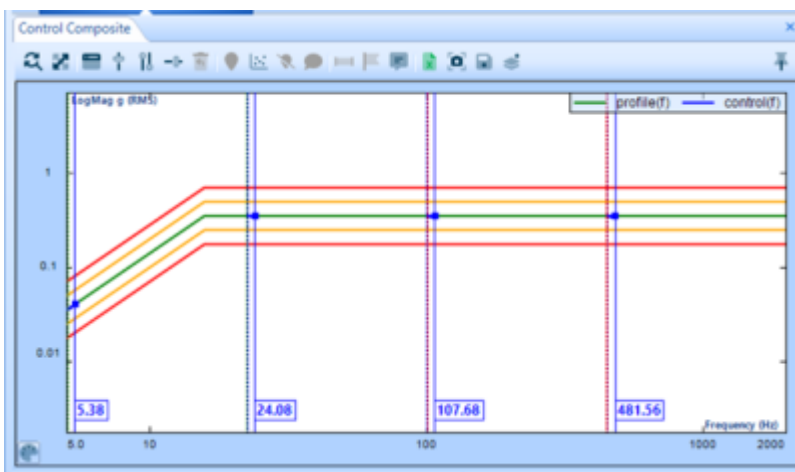 Control Composite
LogMag g (RMS)
profile(f) control(f)
1
0.1
0.01
5.38 24.08 107.68 481.56
Frequency (Hz)
5.0 10 100 1000 2000